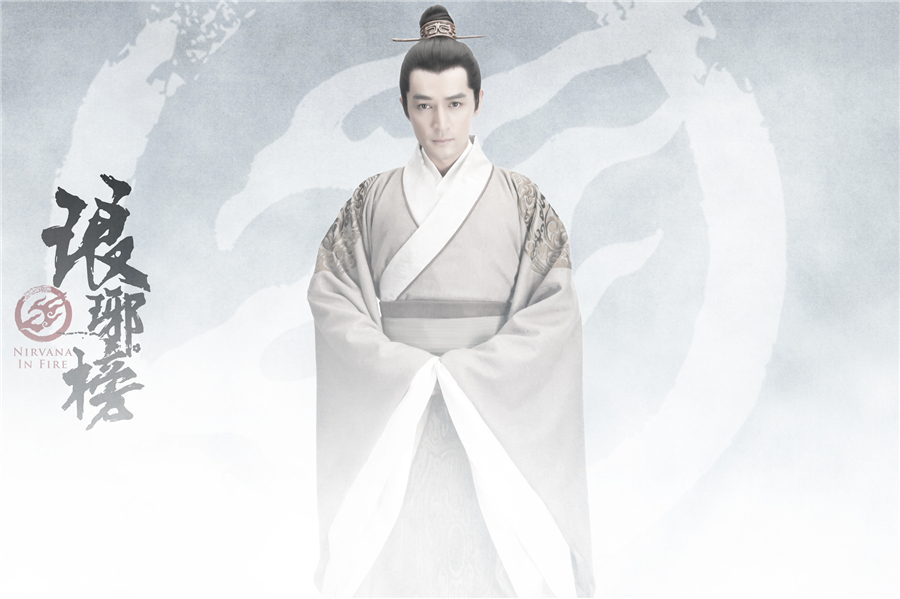 琅琊榜
NIRVANA
IN FIRE